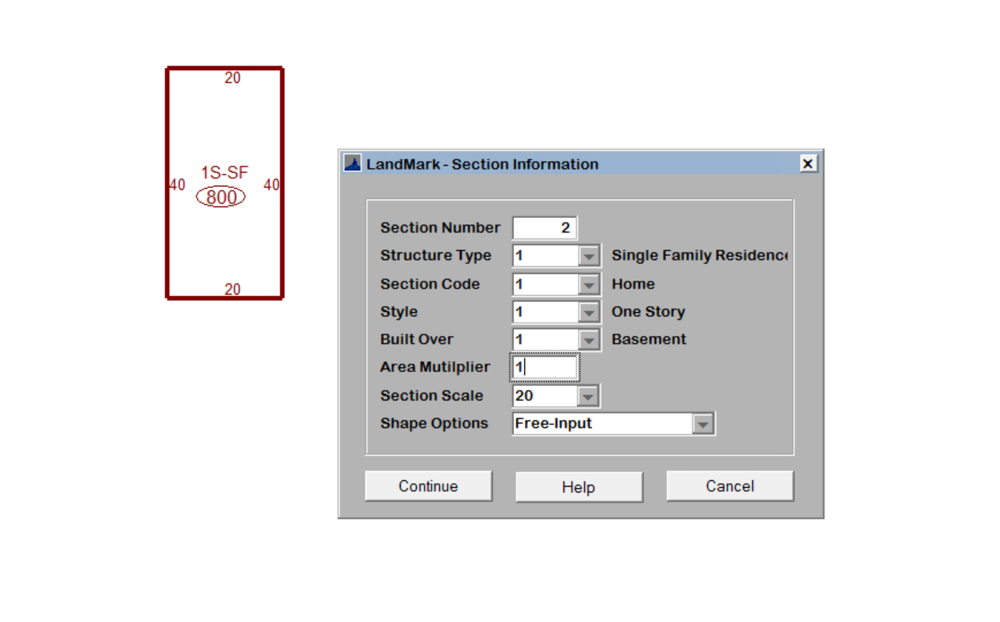 20
1S-SF
40 800 40
20
LandMark - Section Information
Section Number 2
Structure Type 1 Single Family Residence
Section Code 1 Home
Style 1 One Story
Built Over 1 Basement
Area Mutilplier 1
Section Scale 20
Shape Options Free-Input
Continue Help Cancel